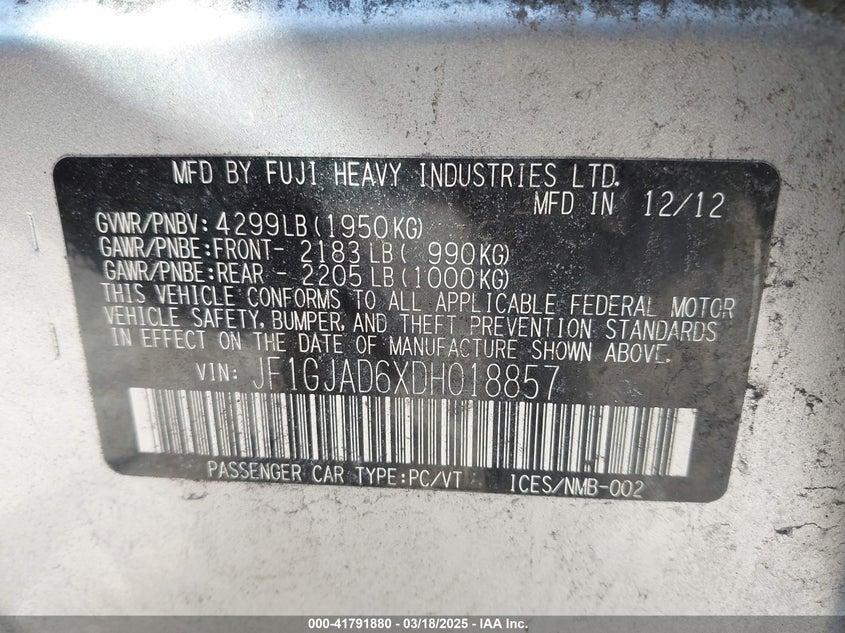 MFD BY FUJI HEAVY INDUSTRIES LTD.
MFD IN 12/12
GVWR/PNBV: 4299LB(1950KG)
GAWR/PNBE:FRONT- 2183LB( 990KG)
GAWR/PNBE:REAR - 2205LB(1000KG)
THIS VEHICLE CONFORMS TO ALL APPLICABLE FEDERAL MOTOR
VEHICLE SAFETY, BUMPER, AND THEFT PREVENTION STANDARDS
IN EFFECT ON THE DATE OF MANUFACTURE SHOWN ABOVE.
VIN: JF1GJAD6XDH018857
PASSENGER CAR TYPE:PC/VT ICES/NMB-002
000-41791880 - 03/18/2025 - IAA Inc.